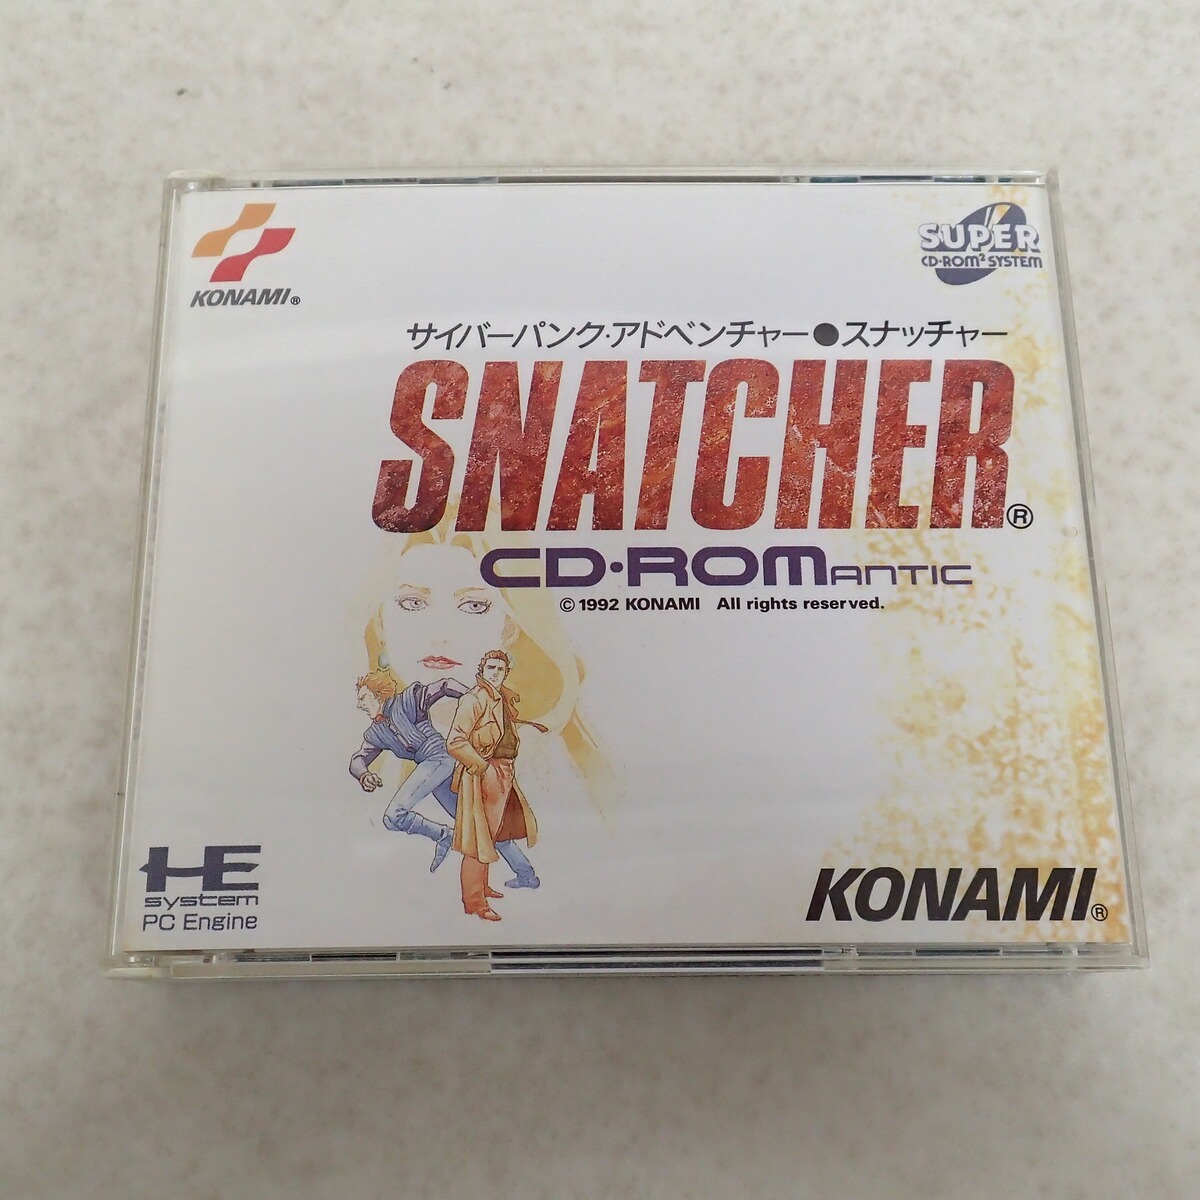 KONAMI®
SUPER
CD-ROM² SYSTEM
サイバーパンク・アドベンチャー●スナッチャー
SNATCHER®
CD・ROMANTIC
© 1992 KONAMI All rights reserved.
HE
system
PC Engine
KONAMI®